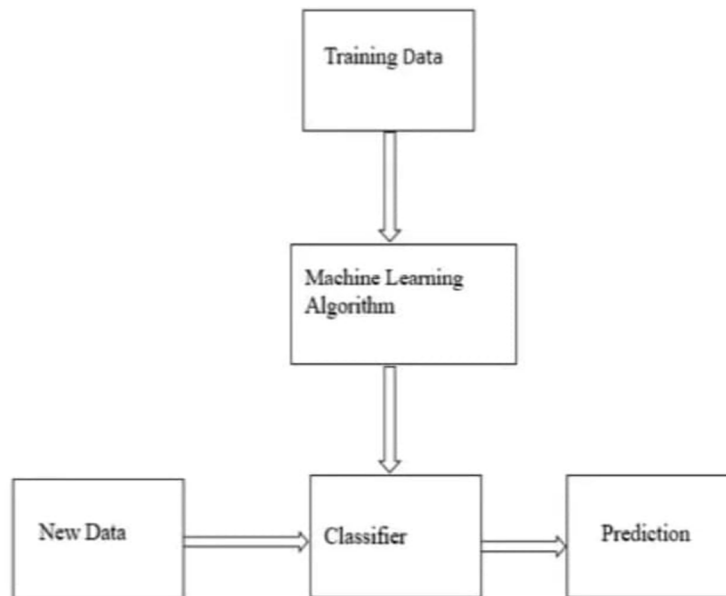 Training Data
Machine Learning
Algorithm
New Data
Classifier
Prediction